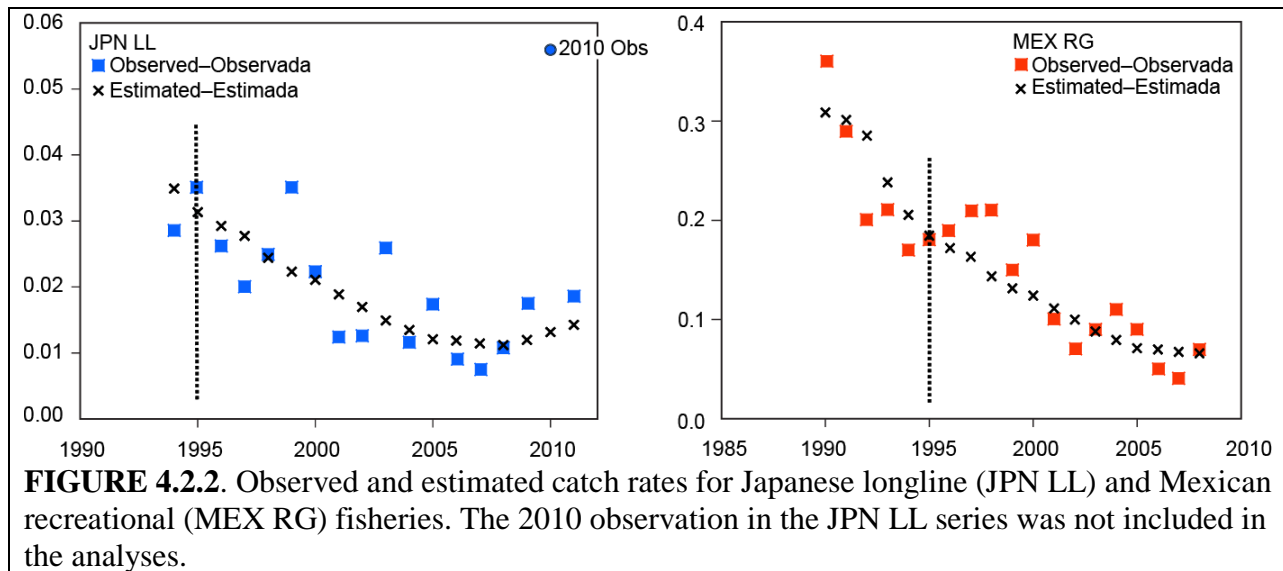 0.06
0.05
0.04
0.03
0.02
0.01
0.00
JPN LL
Observed–Observada
Estimated–Estimada
2010 Obs
1990 1995 2000 2005 2010
0.4
0.3
0.2
0.1
0.0
MEX RG
Observed–Observada
Estimated–Estimada
1985 1990 1995 2000 2005 2010
FIGURE 4.2.2. Observed and estimated catch rates for Japanese longline (JPN LL) and Mexican
recreational (MEX RG) fisheries. The 2010 observation in the JPN LL series was not included in
the analyses.